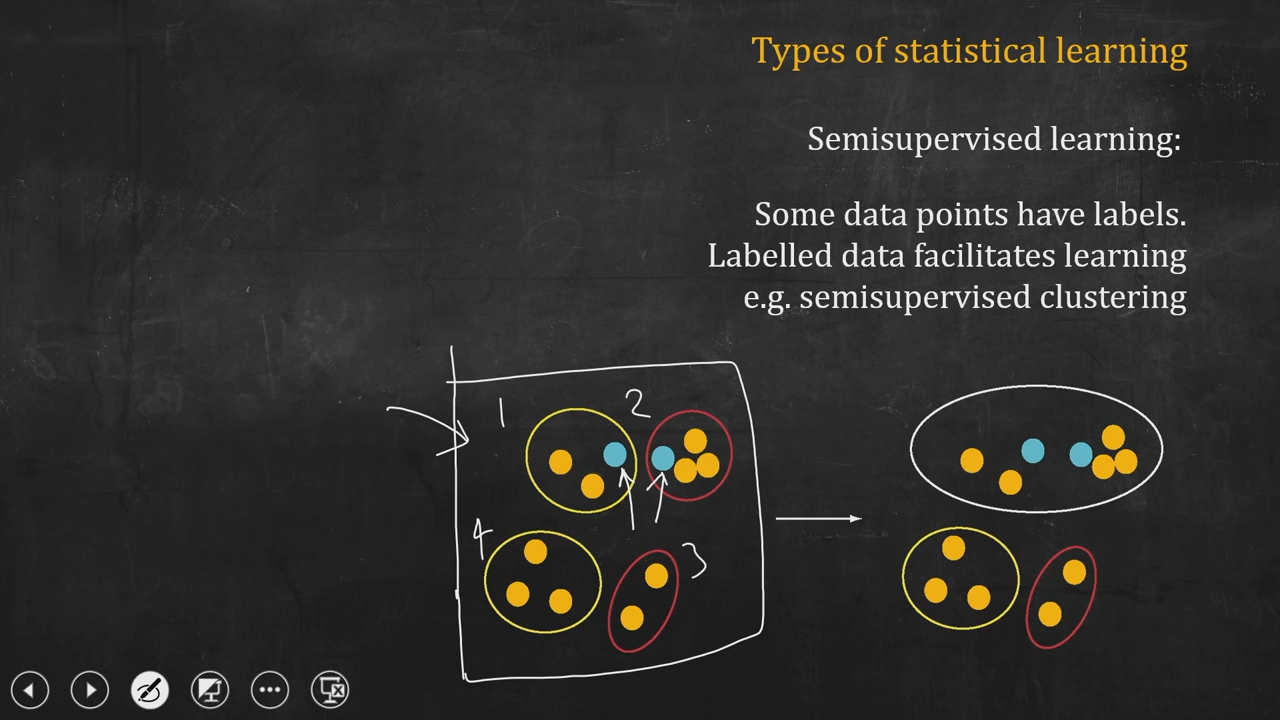 Types of statistical learning
Semisupervised learning:
Some data points have labels.
Labelled data facilitates learning
e.g. semisupervised clustering
1
2
4
3